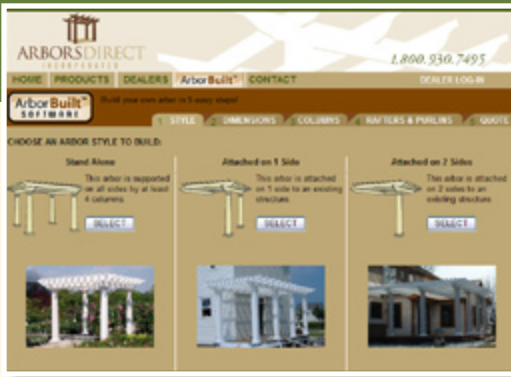 ARBORSDIRECT
INCORPORATED
1.800.930.7495
HOME PRODUCTS DEALERS ArborBuilt™ CONTACT DEALER LOG-IN
ArborBuilt™
SOFTWARE
Build your own arbor in 5 easy steps!
1 STYLE 2 DIMENSIONS 3 COLUMNS 4 RAFTERS & PURLINS 5 QUOTE
CHOOSE AN ARBOR STYLE TO BUILD:
Stand Alone
This arbor is supported
on all sides by at least
4 columns.
SELECT
Attached on 1 Side
This arbor is attached
on 1 side to an existing
structure.
SELECT
Attached on 2 Sides
This arbor is attached
on 2 sides to an
existing structure.
SELECT